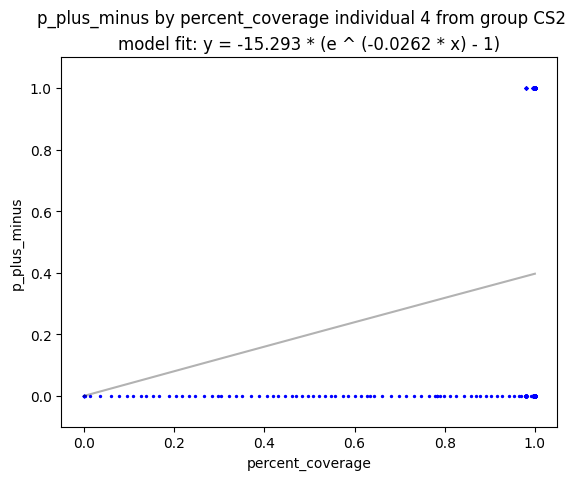 p_plus_minus by percent_coverage individual 4 from group CS2
model fit: y = -15.293 * (e ^ (-0.0262 * x) - 1)
1.0
0.8
0.6
0.4
0.2
0.0
p_plus_minus
0.0 0.2 0.4 0.6 0.8 1.0
percent_coverage